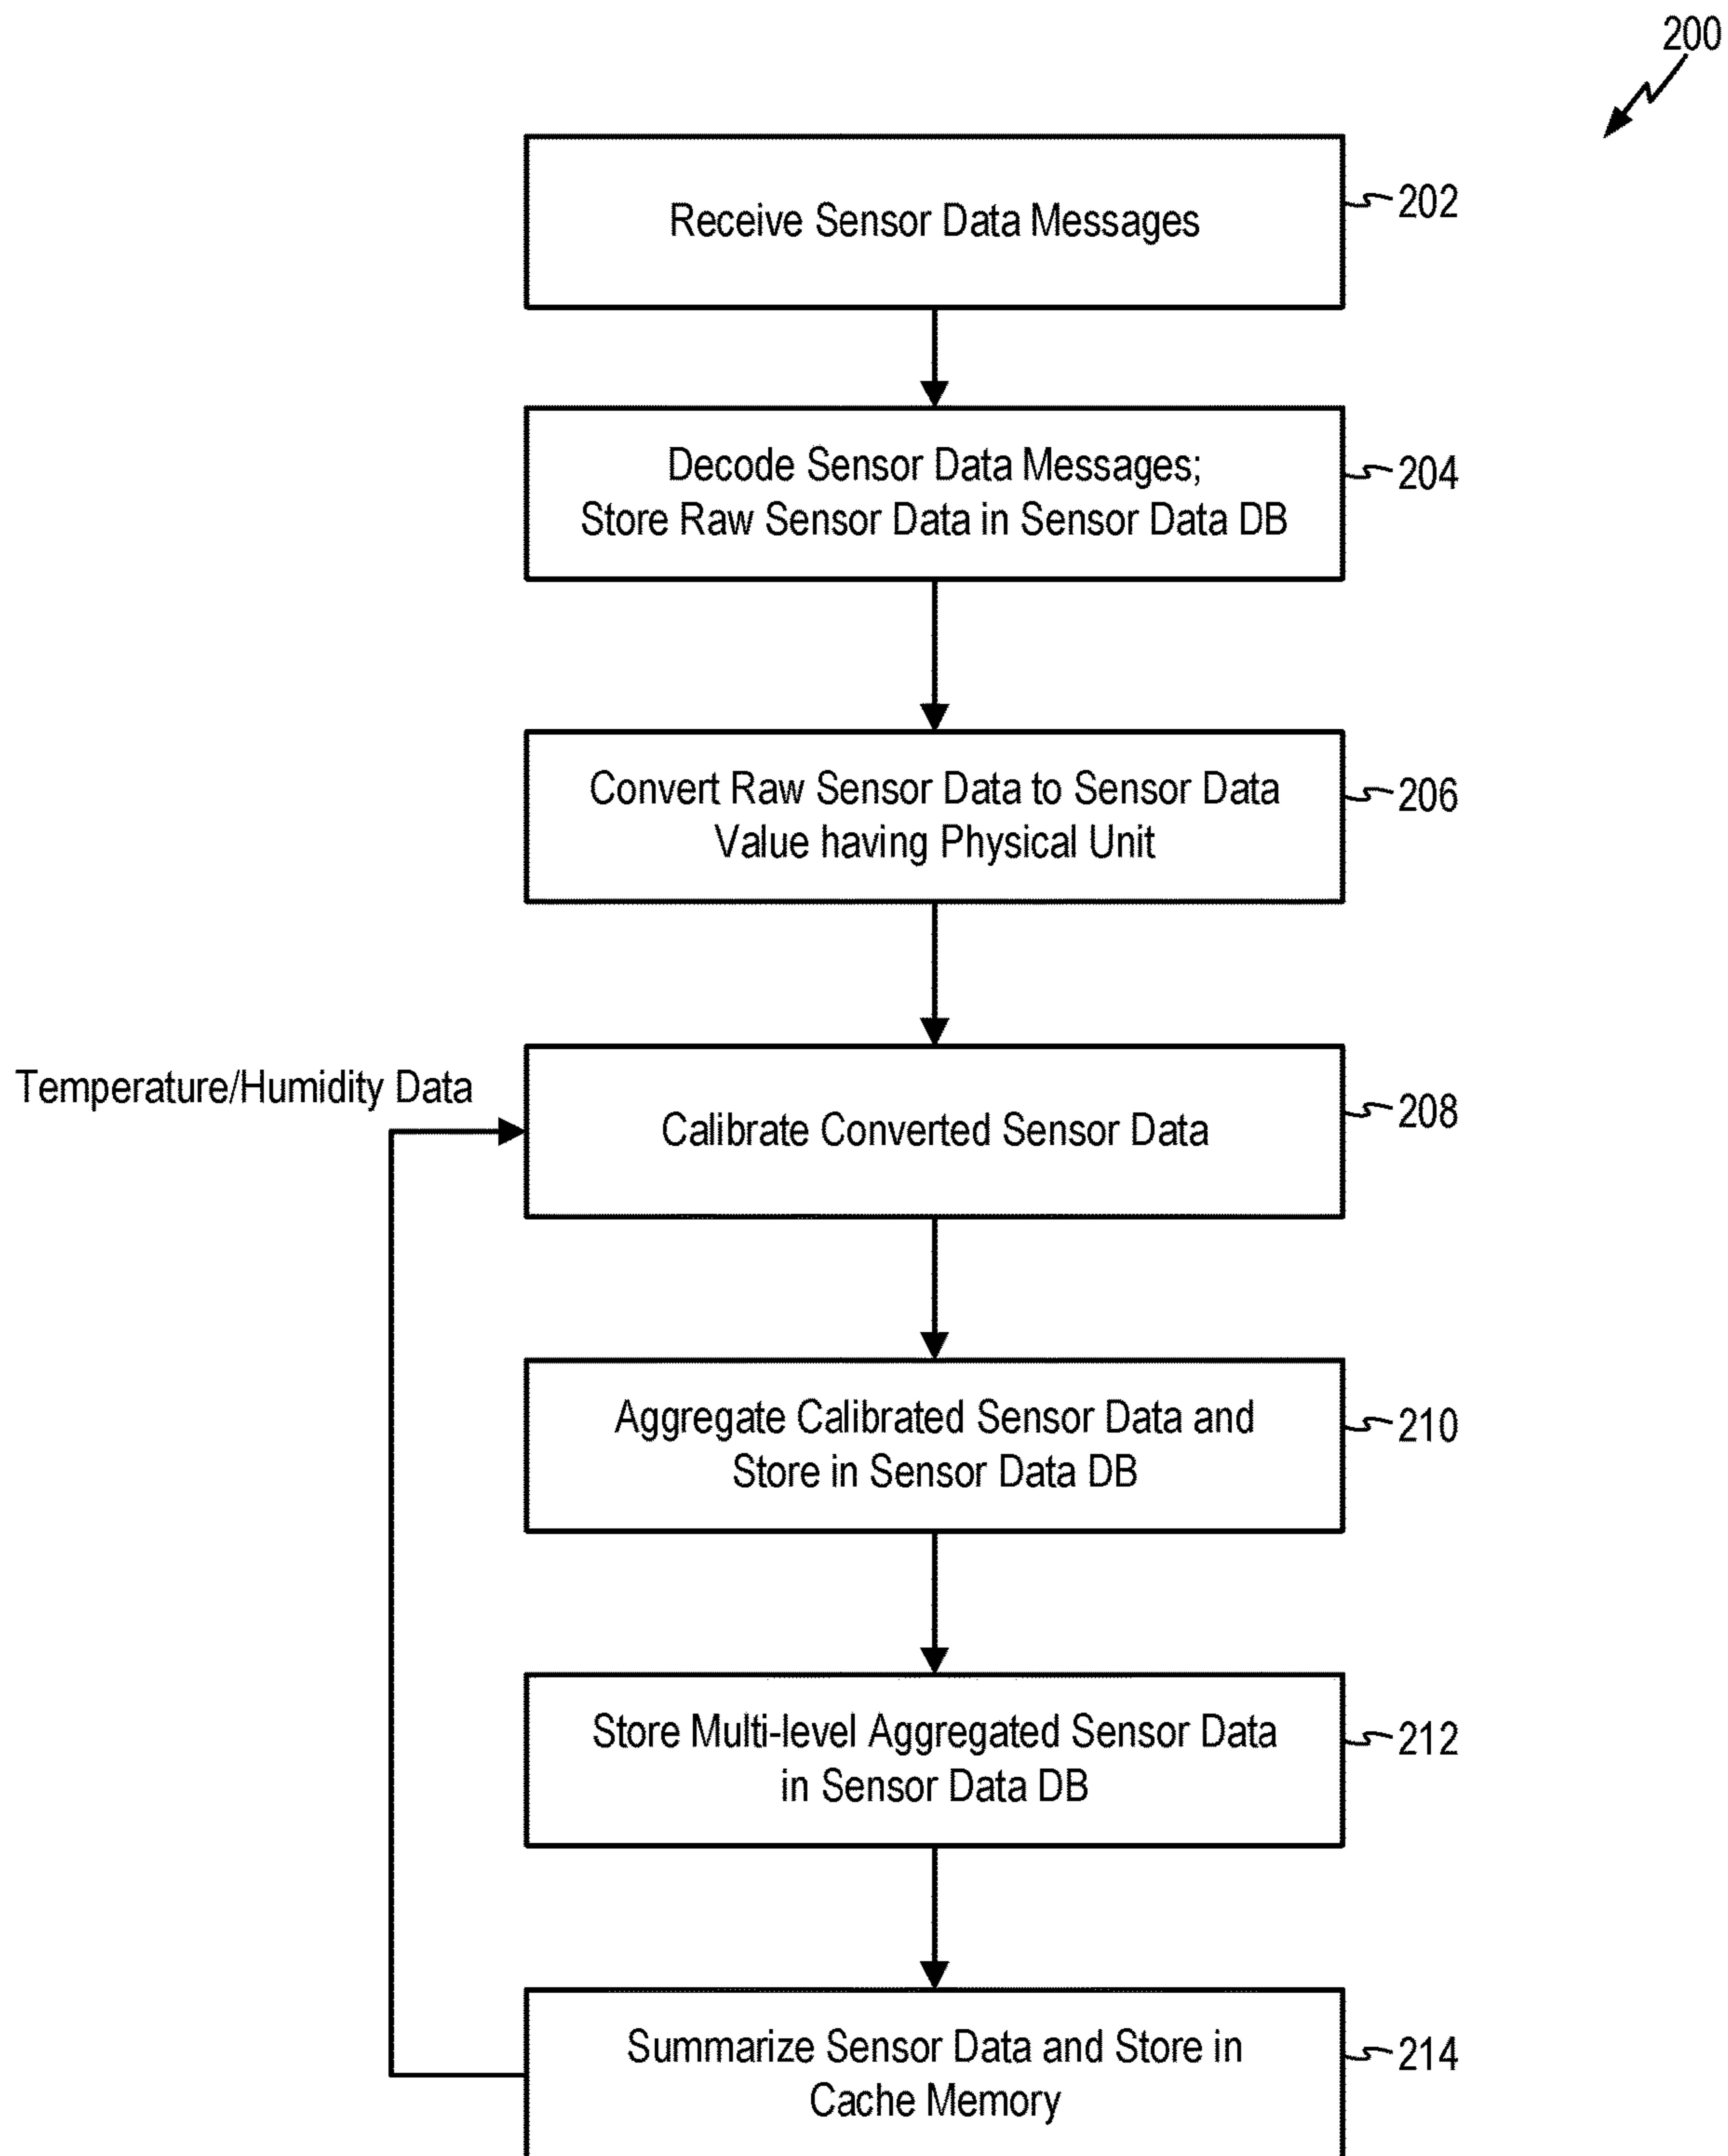 200
Receive Sensor Data Messages
202
Decode Sensor Data Messages;
Store Raw Sensor Data in Sensor Data DB
204
Convert Raw Sensor Data to Sensor Data
Value having Physical Unit
206
Temperature/Humidity Data
Calibrate Converted Sensor Data
208
Aggregate Calibrated Sensor Data and
Store in Sensor Data DB
210
Store Multi-level Aggregated Sensor Data
in Sensor Data DB
212
Summarize Sensor Data and Store in
Cache Memory
214